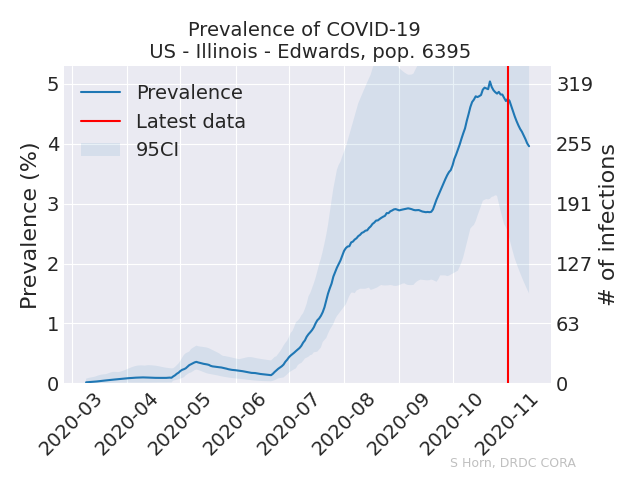 Prevalence of COVID-19
US - Illinois - Edwards, pop. 6395
Prevalence
Latest data
95CI
Prevalence (%)
5
4
3
2
1
0
319
255
191
127
63
0
# of infections
2020-03
2020-04
2020-05
2020-06
2020-07
2020-08
2020-09
2020-10
2020-11
S Horn, DRDC CORA